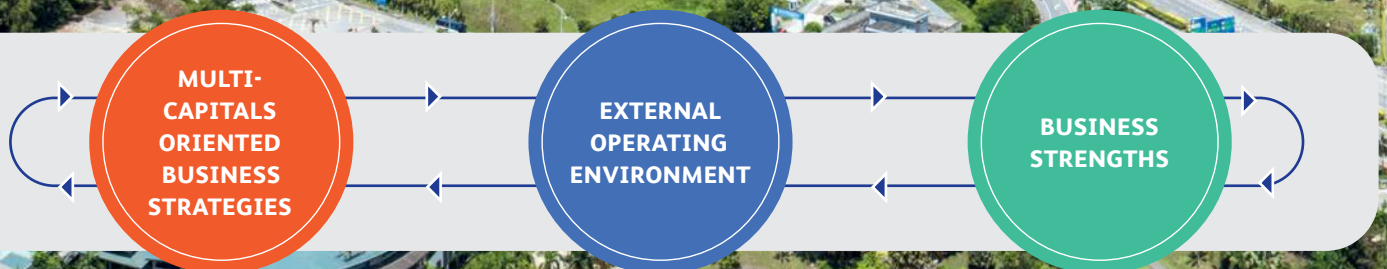 MULTI-
CAPITALS
ORIENTED
BUSINESS
STRATEGIES
EXTERNAL
OPERATING
ENVIRONMENT
BUSINESS
STRENGTHS